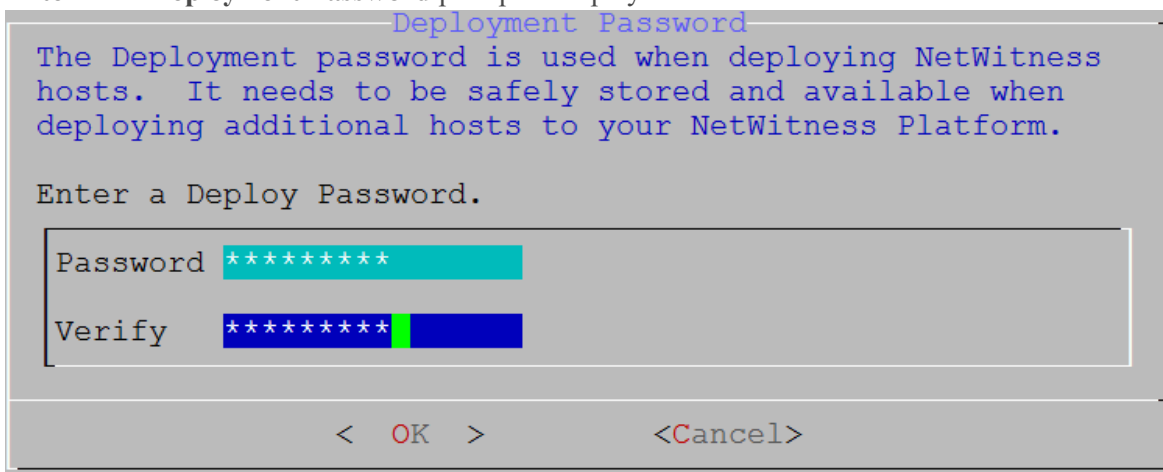 Deployment Password
The Deployment password is used when deploying NetWitness
hosts.  It needs to be safely stored and available when
deploying additional hosts to your NetWitness Platform.
Enter a Deploy Password.
Password *********
Verify *********
<  OK  > <Cancel>